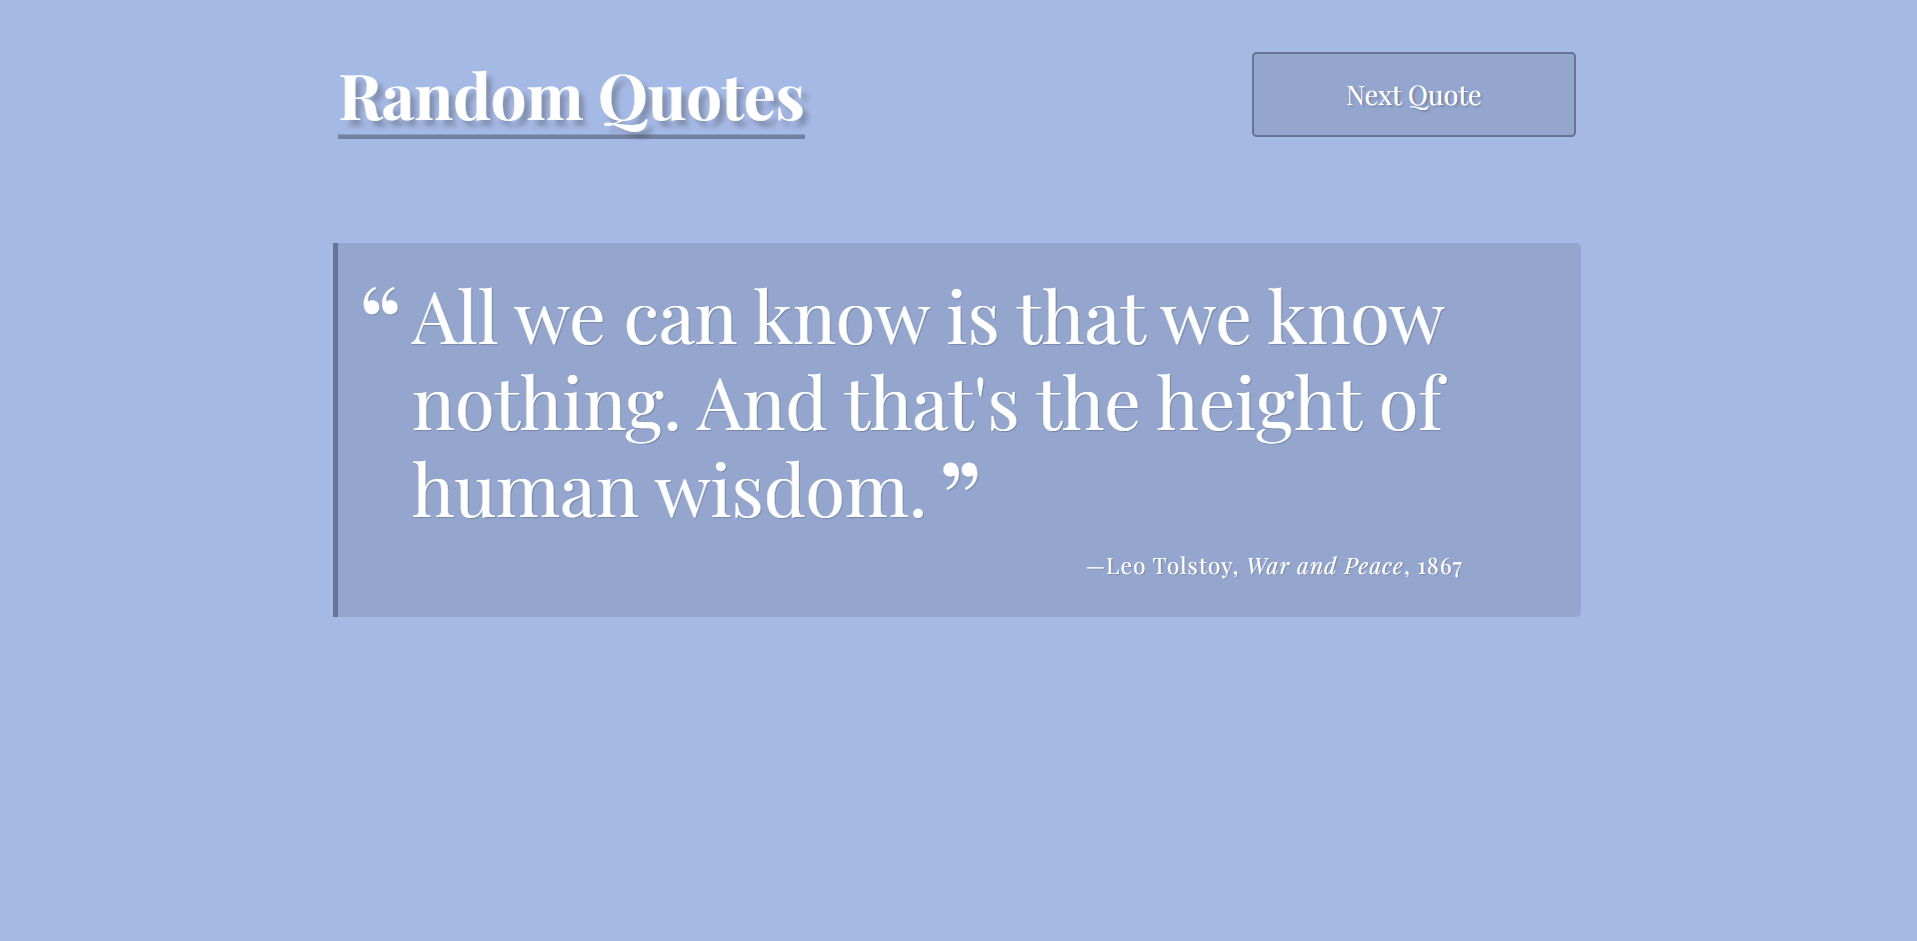 Random Quotes
Next Quote
“ All we can know is that we know
nothing. And that's the height of
human wisdom. ”
—Leo Tolstoy, War and Peace, 1867